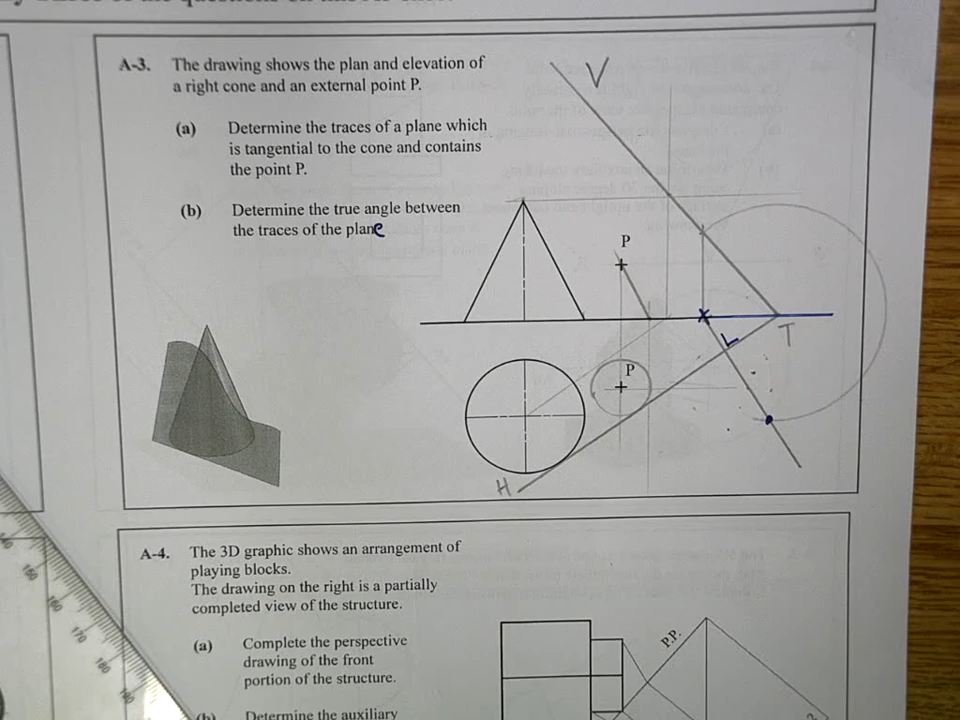 A-3. The drawing shows the plan and elevation of
a right cone and an external point P.
(a) Determine the traces of a plane which
is tangential to the cone and contains
the point P.
(b) Determine the true angle between
the traces of the plane
V
P
x
T
L
P
H
A-4. The 3D graphic shows an arrangement of
playing blocks.
The drawing on the right is a partially
completed view of the structure.
(a) Complete the perspective
drawing of the front
portion of the structure.
(b) Determine the auxiliary
P.P.
150
160
170
180